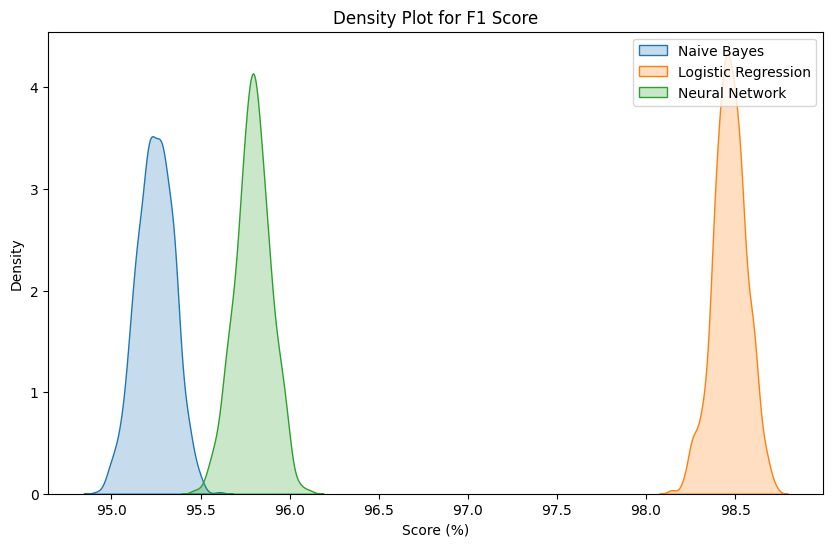 Density Plot for F1 Score
Naive Bayes
Logistic Regression
Neural Network
4
3
2
1
0
Density
95.0 95.5 96.0 96.5 97.0 97.5 98.0 98.5
Score (%)